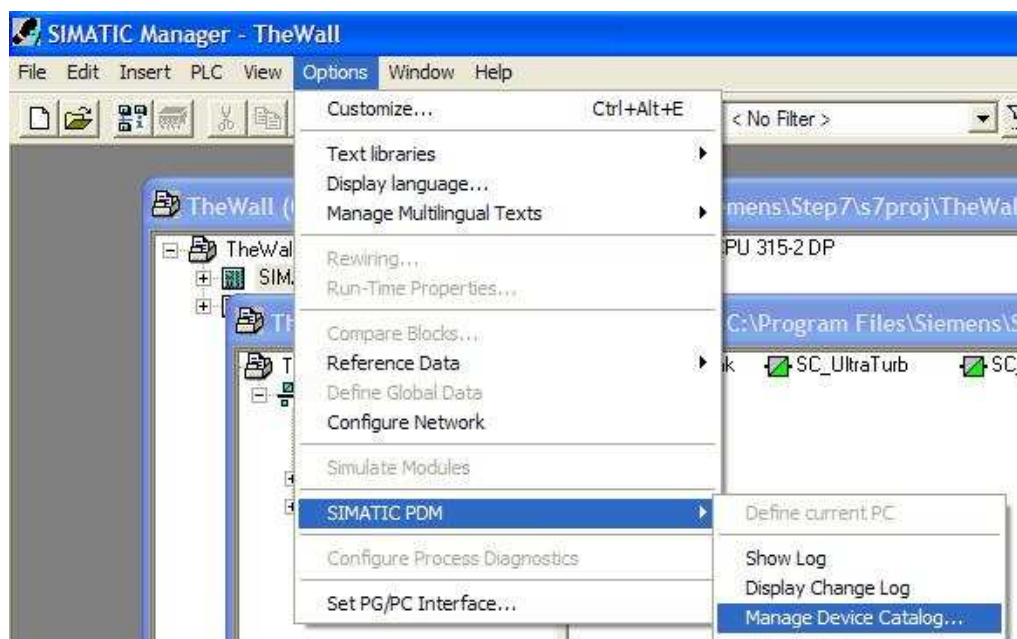 SIMATIC Manager - TheWall
File Edit Insert PLC View Options Window Help
Customize... Ctrl+Alt+E
< No Filter >
Text libraries
Display language...
Manage Multilingual Texts
TheWall (
mens\Step7\s7proj\TheWal
TheWal
PU 315-2 DP
SIM
Rewiring...
Run-Time Properties...
C:\Program Files\Siemens\S
Compare Blocks...
Reference Data
SC_UltraTurb
SC_
Define Global Data
Configure Network
Simulate Modules
SIMATIC PDM
Define current PC
Configure Process Diagnostics
Show Log
Display Change Log
Set PG/PC Interface...
Manage Device Catalog...